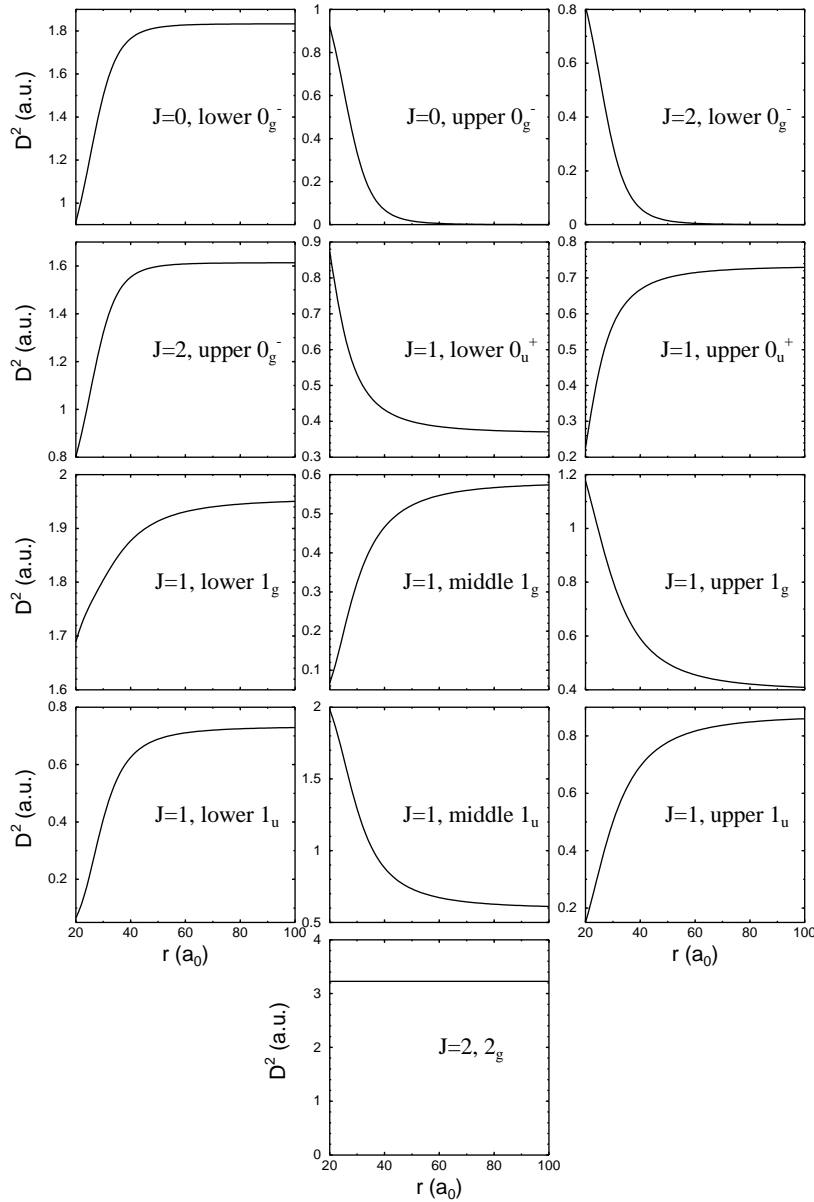 D² (a.u.)
1.8
1.6
1.4
1.2
1
J=0, lower 0g⁻
1
0.8
0.6
0.4
0.2
0
J=0, upper 0g⁻
0.8
0.6
0.4
0.2
0
J=2, lower 0g⁻
D² (a.u.)
1.6
1.4
1.2
1
0.8
J=2, upper 0g⁻
0.9
0.8
0.7
0.6
0.5
0.4
0.3
J=1, lower 0u⁺
0.8
0.7
0.6
0.5
0.4
0.3
0.2
J=1, upper 0u⁺
D² (a.u.)
2
1.9
1.8
1.7
1.6
J=1, lower 1g
0.6
0.5
0.4
0.3
0.2
0.1
J=1, middle 1g
1.2
1
0.8
0.6
0.4
J=1, upper 1g
D² (a.u.)
0.8
0.6
0.4
0.2
J=1, lower 1u
20 40 60 80 100
r (a₀)
2
1.5
1
0.5
J=1, middle 1u
0.8
0.6
0.4
0.2
J=1, upper 1u
20 40 60 80 100
r (a₀)
D² (a.u.)
4
3
2
1
0
J=2, 2g
20 40 60 80 100
r (a₀)